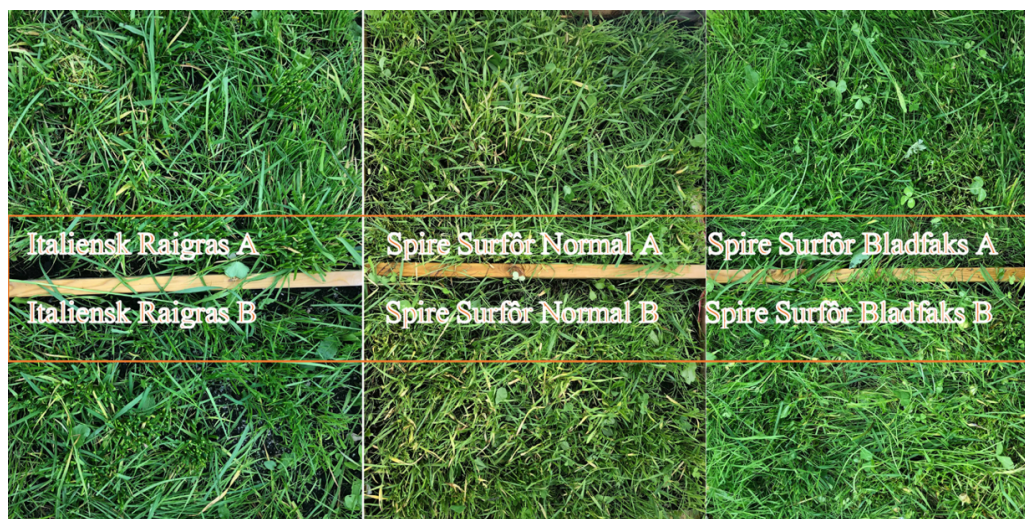 Italiensk Raigras A
Spire Surfôr Normal A
Spire Surfôr Bladfaks A
Italiensk Raigras B
Spire Surfôr Normal B
Spire Surfôr Bladfaks B